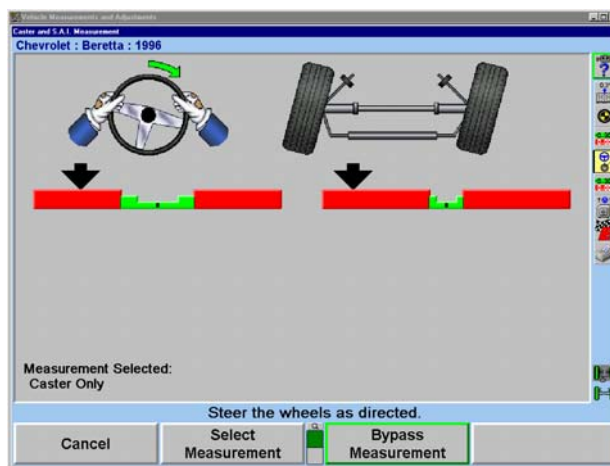 Vehicle Measurements and Adjustments
Caster and S.A.I. Measurement
Chevrolet : Beretta : 1996
Measurement Selected:
Caster Only
Steer the wheels as directed.
Cancel
Select
Measurement
Bypass
Measurement